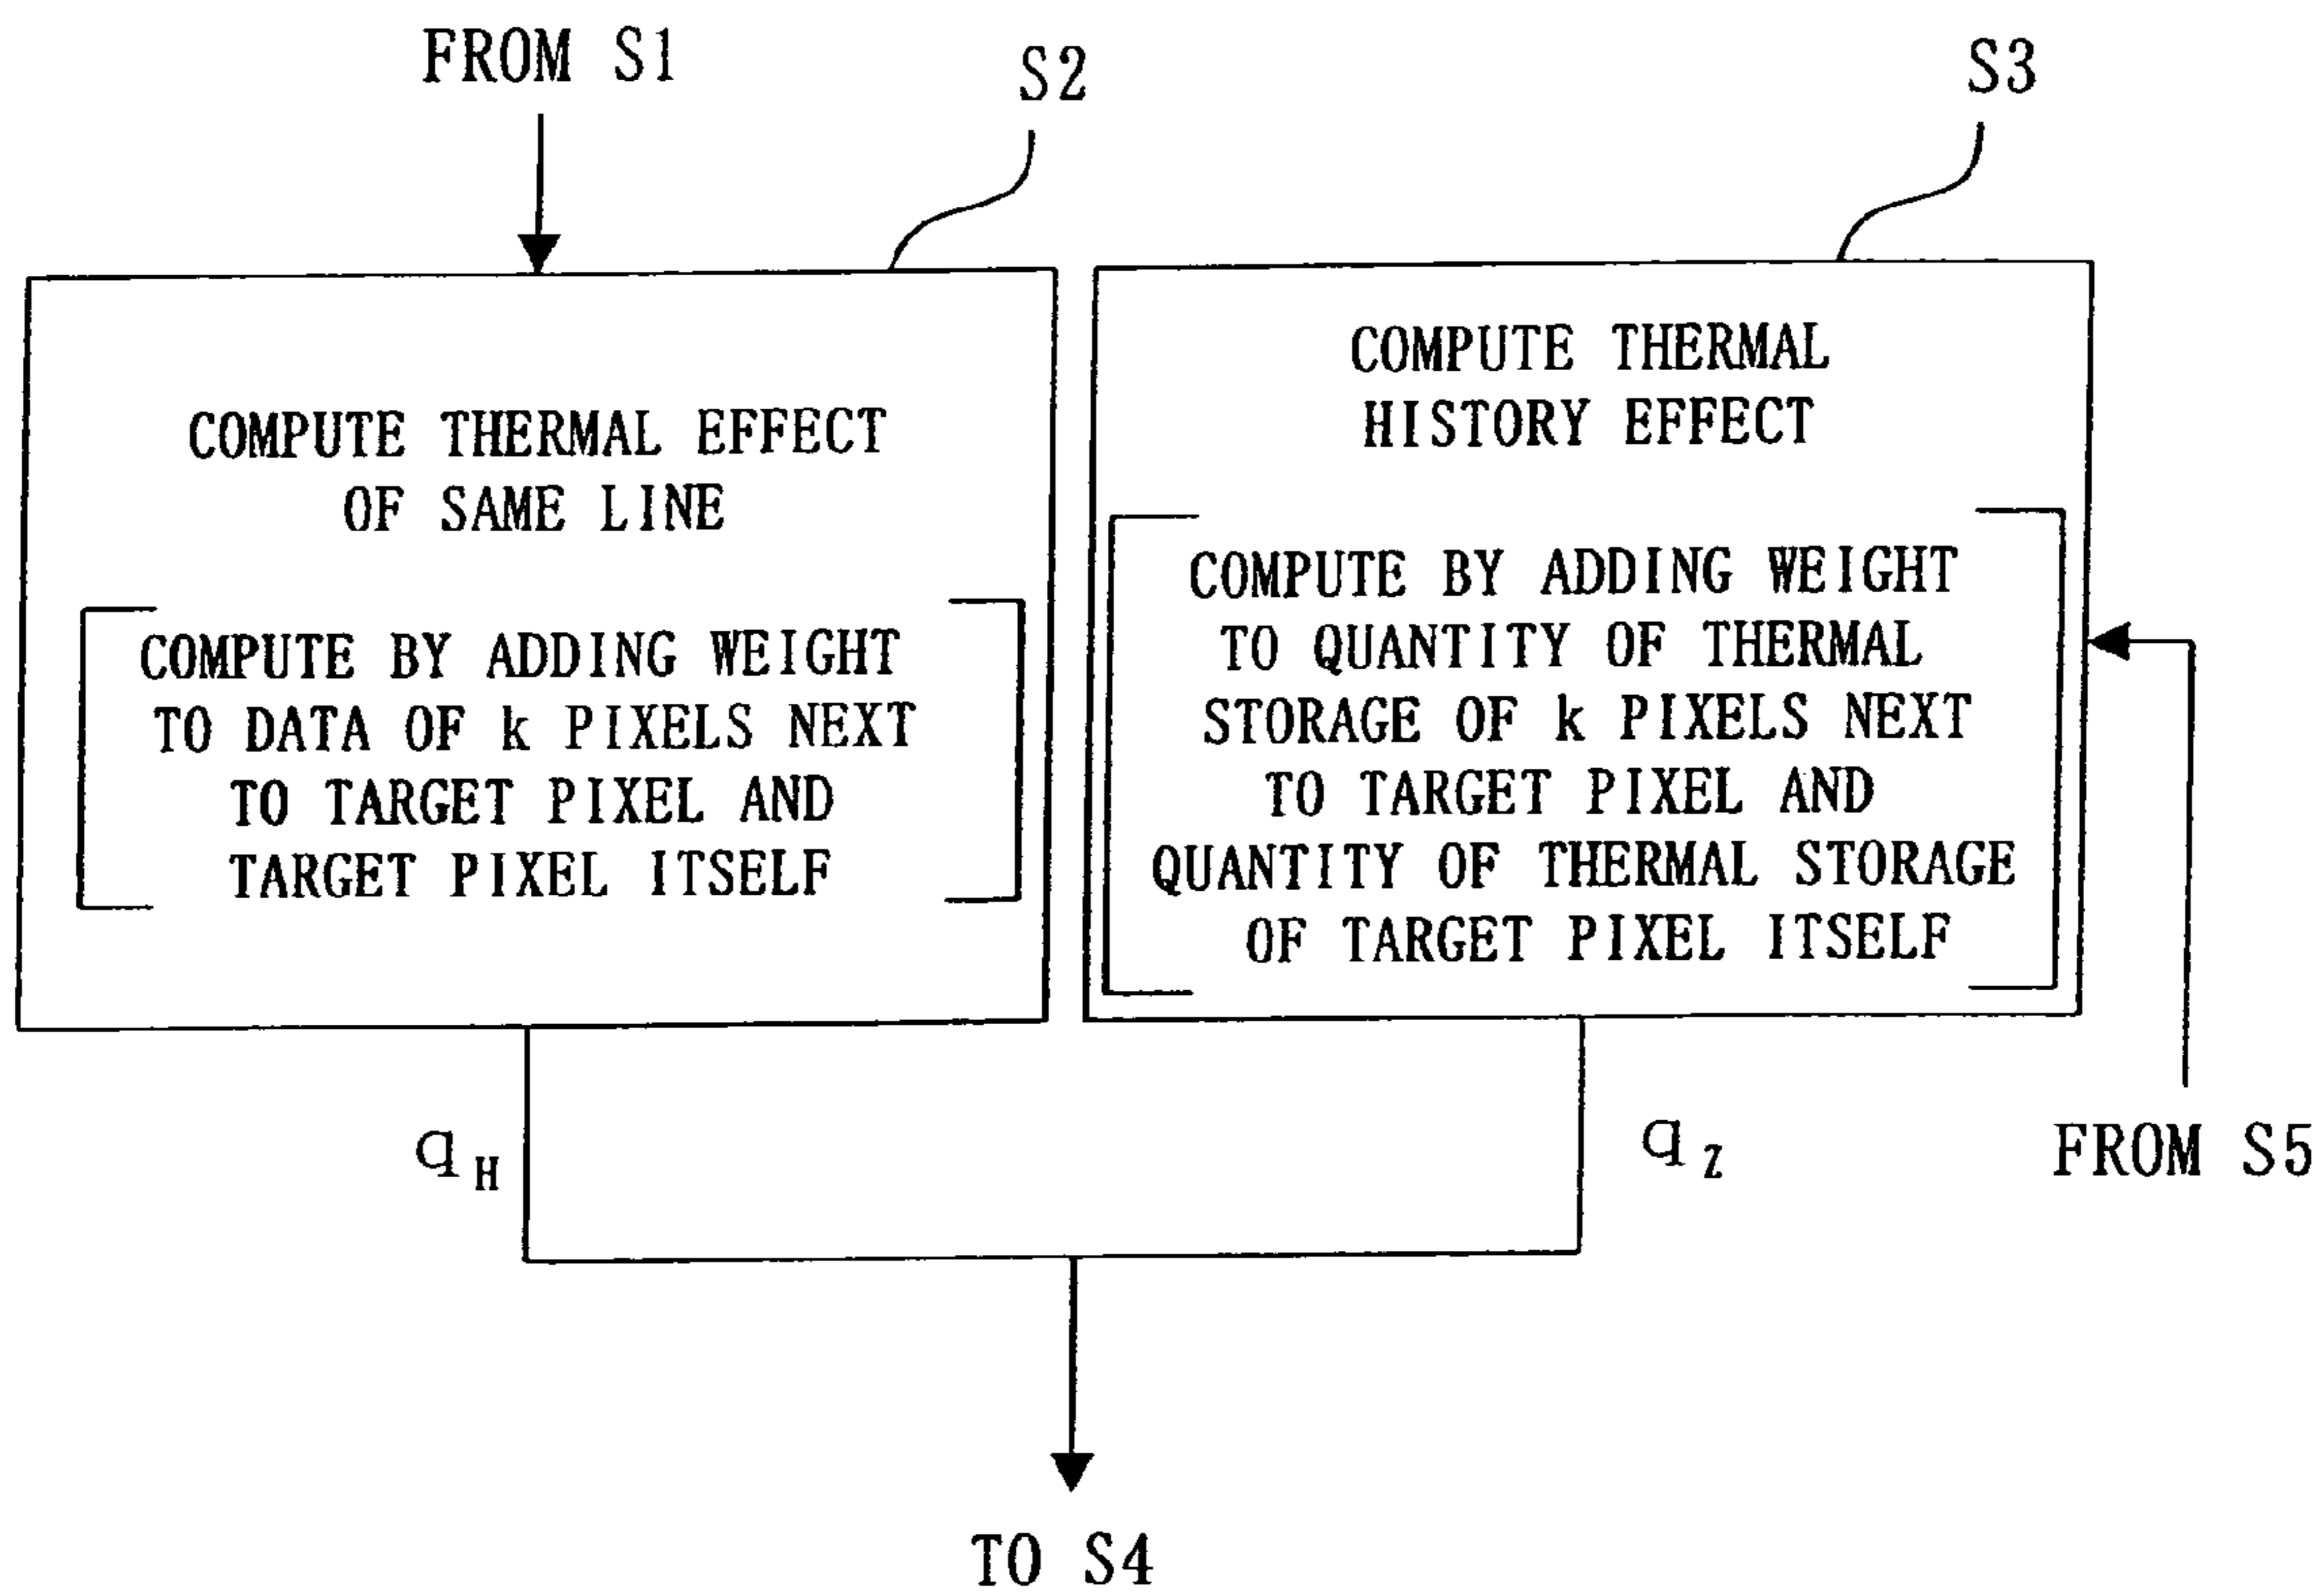 FROM S1
S2
S3
COMPUTE THERMAL EFFECT
OF SAME LINE
COMPUTE BY ADDING WEIGHT
TO DATA OF k PIXELS NEXT
TO TARGET PIXEL AND
TARGET PIXEL ITSELF
COMPUTE THERMAL
HISTORY EFFECT
COMPUTE BY ADDING WEIGHT
TO QUANTITY OF THERMAL
STORAGE OF k PIXELS NEXT
TO TARGET PIXEL AND
QUANTITY OF THERMAL STORAGE
OF TARGET PIXEL ITSELF
qH
qZ
FROM S5
TO S4